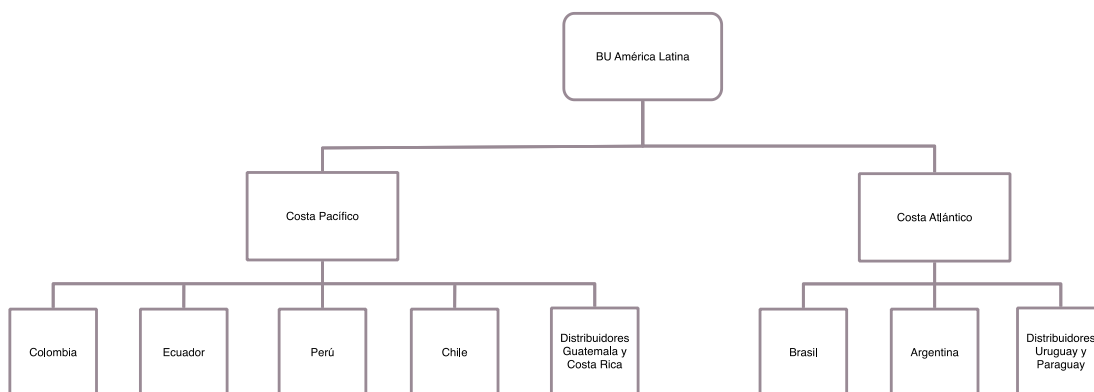 BU América Latina
Costa Pacífico
Costa Atlántico
Colombia
Ecuador
Perú
Chile
Distribuidores
Guatemala y
Costa Rica
Brasil
Argentina
Distribuidores
Uruguay y
Paraguay